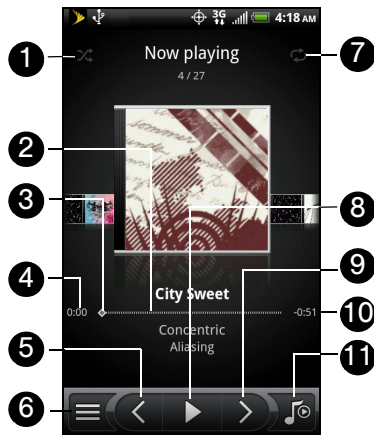 3G 4:18 AM
1 Now playing 7
4 / 27
2
3
8
9
City Sweet
4 0:00 -0:51 10
Concentric
Aliasing
5
11
6